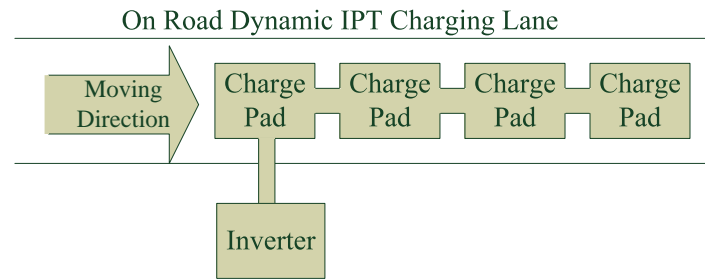 On Road Dynamic IPT Charging Lane
Moving
Direction
Charge
Pad
Charge
Pad
Charge
Pad
Charge
Pad
Inverter